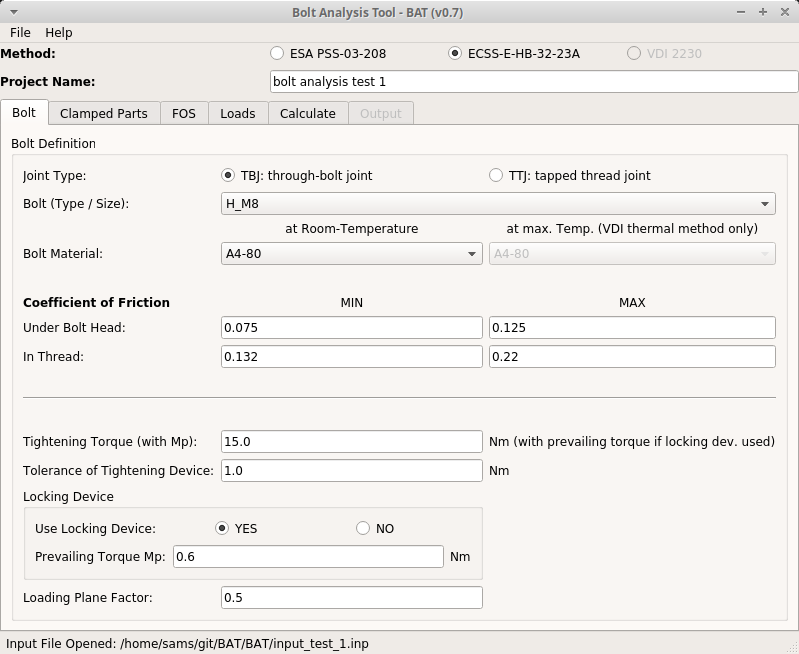 Bolt Analysis Tool - BAT (v0.7)
File Help
Method: ESA PSS-03-208 ECSS-E-HB-32-23A VDI 2230
Project Name: bolt analysis test 1
Bolt Clamped Parts FOS Loads Calculate Output
Bolt Definition
Joint Type: TBJ: through-bolt joint TTJ: tapped thread joint
Bolt (Type / Size): H_M8
at Room-Temperature at max. Temp. (VDI thermal method only)
Bolt Material: A4-80 A4-80
Coefficient of Friction MIN MAX
Under Bolt Head: 0.075 0.125
In Thread: 0.132 0.22
Tightening Torque (with Mp): 15.0 Nm (with prevailing torque if locking dev. used)
Tolerance of Tightening Device: 1.0 Nm
Locking Device
Use Locking Device: YES NO
Prevailing Torque Mp: 0.6 Nm
Loading Plane Factor: 0.5
Input File Opened: /home/sams/git/BAT/BAT/input_test_1.inp